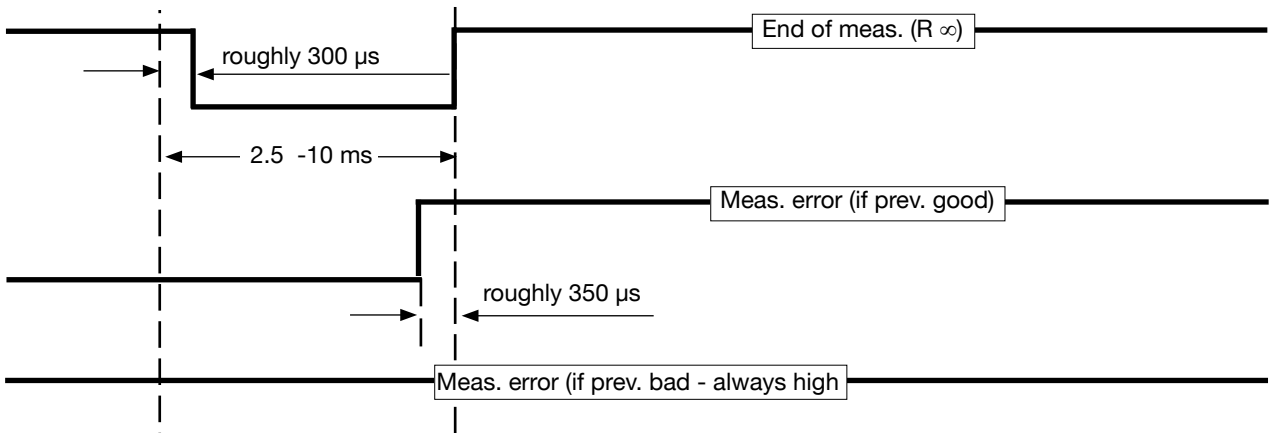 End of meas. (R ∞)
roughly 300 µs
2.5 -10 ms
Meas. error (if prev. good)
roughly 350 µs
Meas. error (if prev. bad - always high